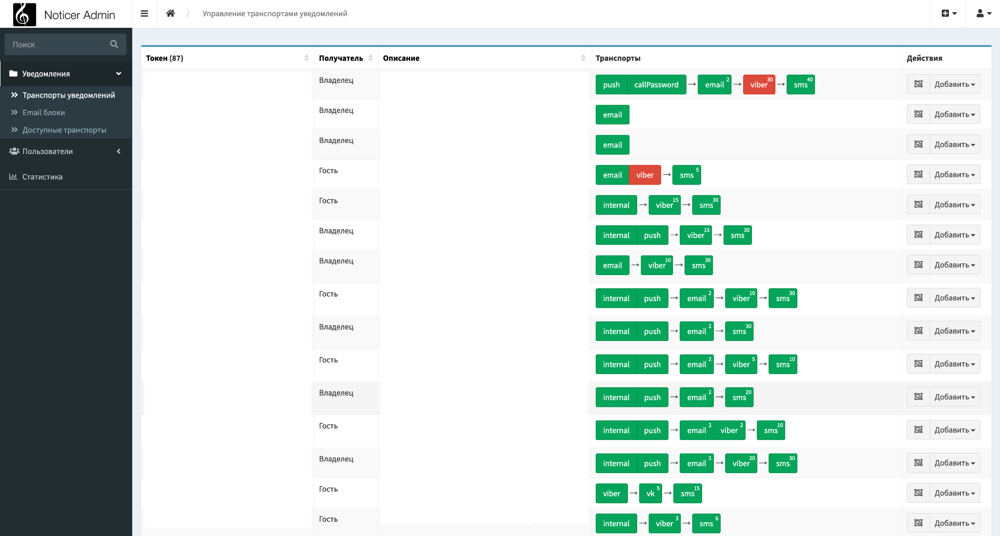 Noticer Admin
Управление транспортами уведомлений
Поиск
Уведомления
Транспорты уведомлений
Email блоки
Доступные транспорты
Пользователи
Статистика
Токен (87) Получатель Описание Транспорты Действия
Владелец push callPassword → email 2 → viber 30 → sms 40 Добавить
Владелец email Добавить
Владелец email Добавить
Гость email viber → sms 5 Добавить
Гость internal → viber 15 → sms 30 Добавить
Владелец internal push → viber 15 → sms 30 Добавить
Владелец email → viber 10 → sms 30 Добавить
Гость internal push → email 2 → viber 10 → sms 30 Добавить
Владелец internal push → email 2 → sms 30 Добавить
Гость internal push → email 2 → viber 5 → sms 10 Добавить
Владелец internal push → email 2 → sms 20 Добавить
Гость internal push → email 2 viber 2 → sms 10 Добавить
Владелец internal push → email 2 → viber 20 → sms 30 Добавить
Гость viber → vk 5 → sms 15 Добавить
Гость internal → viber 3 → sms 6 Добавить